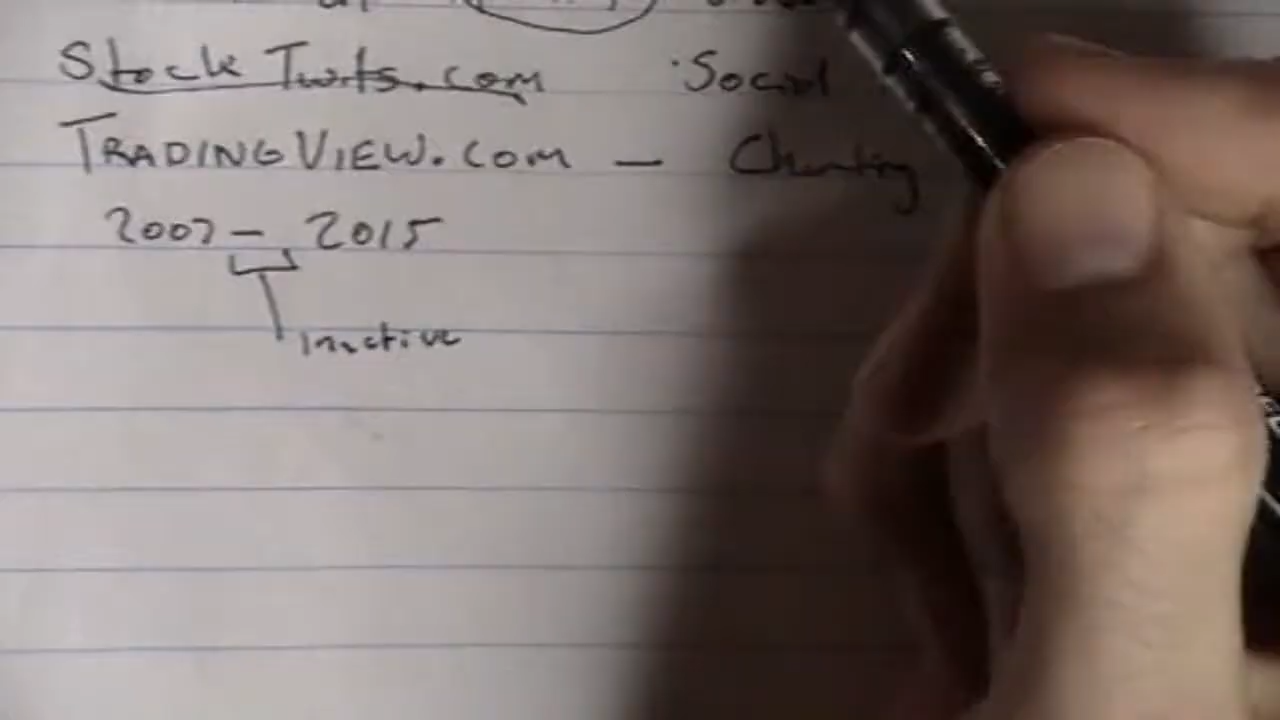 StockTwits.com Social
TRADINGVIEW.COM — Charting
2007 - 2015
Inactive